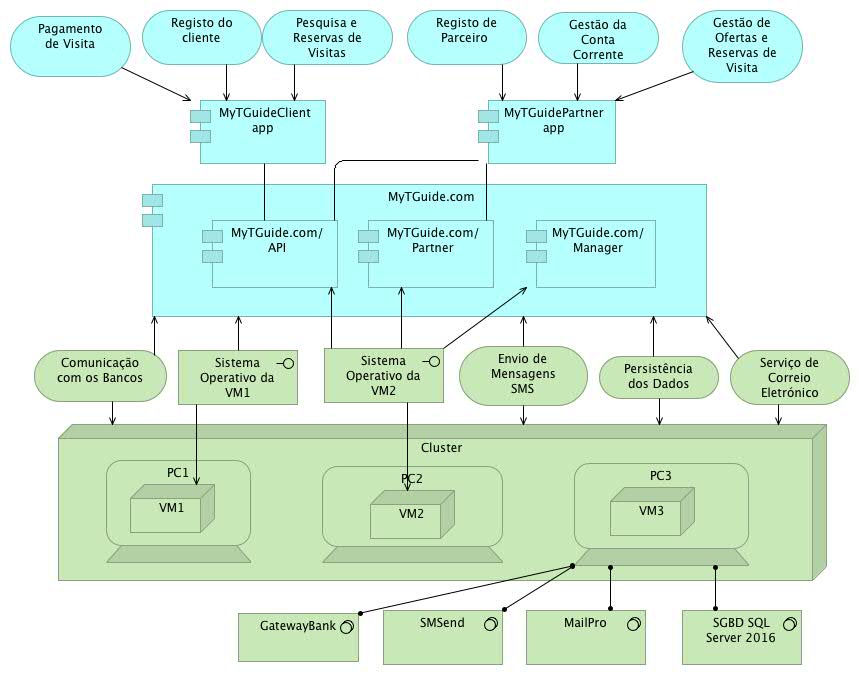 Pagamento
de Visita
Registo do
cliente
Pesquisa e
Reservas de
Visitas
Registo de
Parceiro
Gestão da
Conta
Corrente
Gestão de
Ofertas e
Reservas de
Visita
MyTGuideClient
app
MyTGuidePartner
app
MyTGuide.com
MyTGuide.com/
API
MyTGuide.com/
Partner
MyTGuide.com/
Manager
Comunicação
com os Bancos
Sistema
Operativo da
VM1
Sistema
Operativo da
VM2
Envio de
Mensagens
SMS
Persistência
dos Dados
Serviço de
Correio
Eletrónico
Cluster
PC1
VM1
PC2
VM2
PC3
VM3
GatewayBank
SMSend
MailPro
SGBD SQL
Server 2016